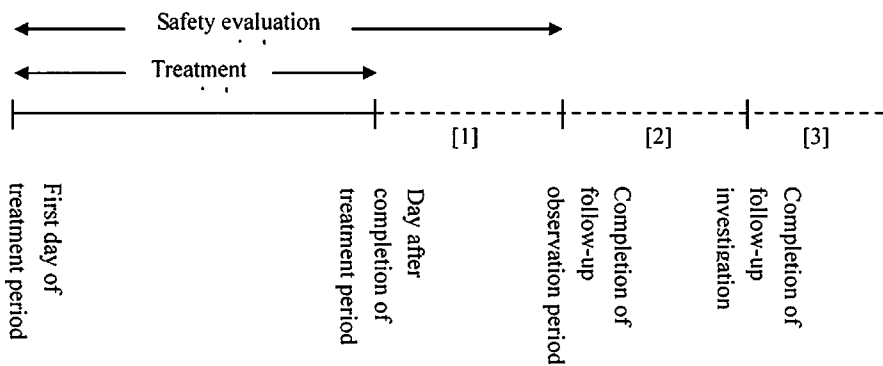 Safety evaluation
Treatment
[1]
[2]
[3]
First day of
treatment period
Day after
completion of
treatment period
Completion of
follow-up
observation period
Completion of
follow-up
investigation